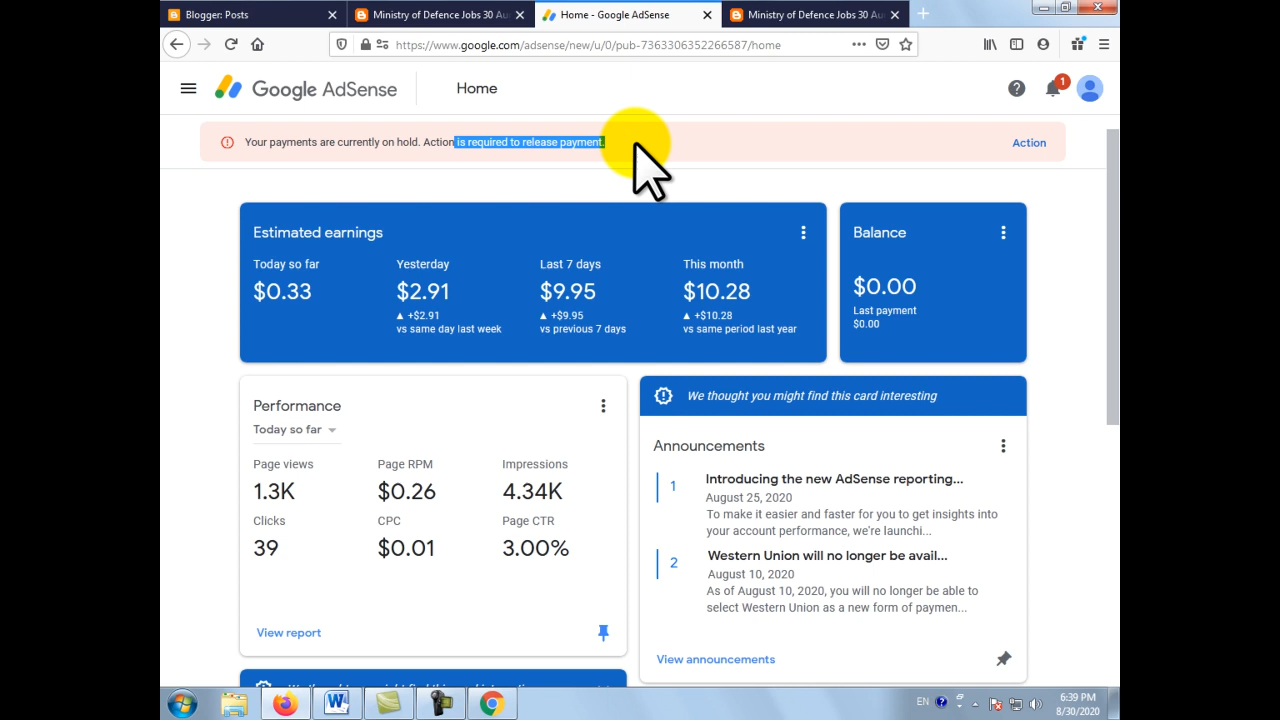 Blogger: Posts
Ministry of Defence Jobs 30 Au
Home - Google AdSense
Ministry of Defence Jobs 30 Au
https://www.google.com/adsense/new/u/0/pub-7363306352266587/home
Google AdSense
Home
1
Your payments are currently on hold. Action is required to release payment.
Action
Estimated earnings
Today so far
Yesterday
Last 7 days
This month
$0.33
$2.91
$9.95
$10.28
+$2.91
+$9.95
+$10.28
vs same day last week
vs previous 7 days
vs same period last year
Balance
$0.00
Last payment
$0.00
Performance
Today so far
Page views
Page RPM
Impressions
1.3K
$0.26
4.34K
Clicks
CPC
Page CTR
39
$0.01
3.00%
View report
We thought you might find this card interesting
Announcements
1
Introducing the new AdSense reporting...
August 25, 2020
To make it easier and faster for you to get insights into
your account performance, we're launchi...
2
Western Union will no longer be avail...
August 10, 2020
As of August 10, 2020, you will no longer be able to
select Western Union as a new form of paymen...
View announcements
EN
6:39 PM
8/30/2020